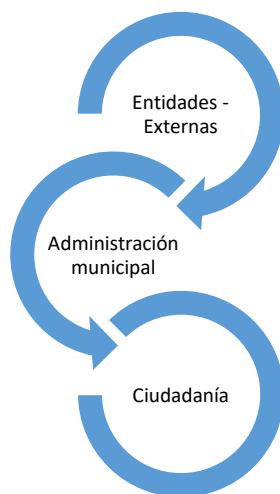 Entidades -
Externas
Administración
municipal
Ciudadanía